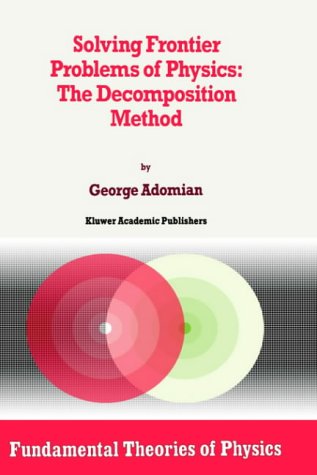 Solving Frontier
Problems of Physics:
The Decomposition
Method
by
George Adomian
Kluwer Academic Publishers
Fundamental Theories of Physics